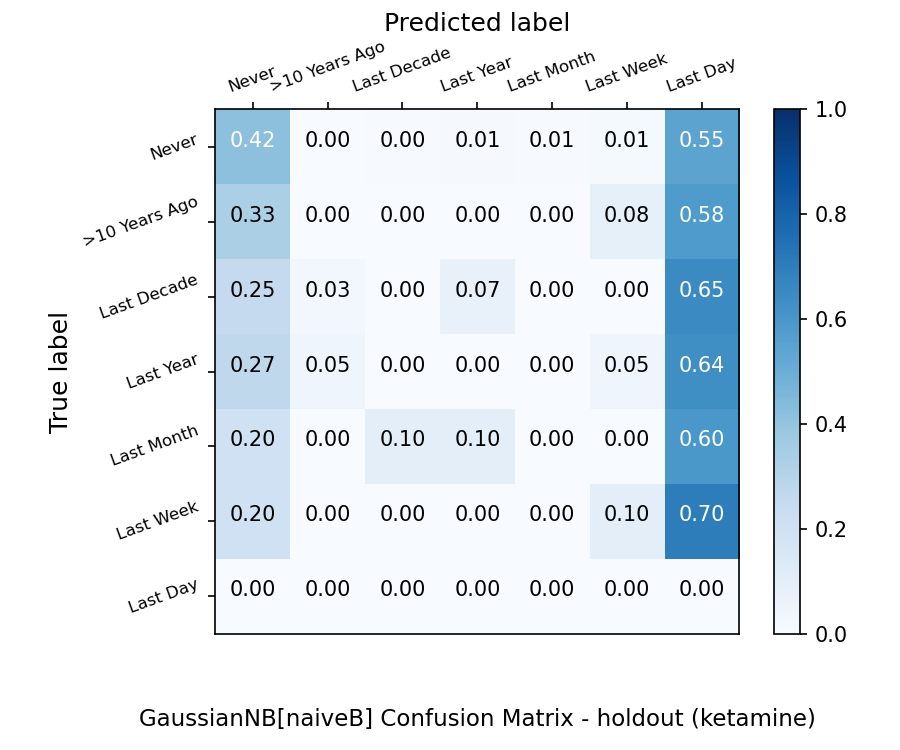 Predicted label
Never >10 Years Ago Last Decade Last Year Last Month Last Week Last Day
Never 0.42 0.00 0.00 0.01 0.01 0.01 0.55
>10 Years Ago 0.33 0.00 0.00 0.00 0.00 0.08 0.58
Last Decade 0.25 0.03 0.00 0.07 0.00 0.00 0.65
Last Year 0.27 0.05 0.00 0.00 0.00 0.05 0.64
Last Month 0.20 0.00 0.10 0.10 0.00 0.00 0.60
Last Week 0.20 0.00 0.00 0.00 0.00 0.10 0.70
Last Day 0.00 0.00 0.00 0.00 0.00 0.00 0.00
True label
1.0
0.8
0.6
0.4
0.2
0.0
GaussianNB[naiveB] Confusion Matrix - holdout (ketamine)